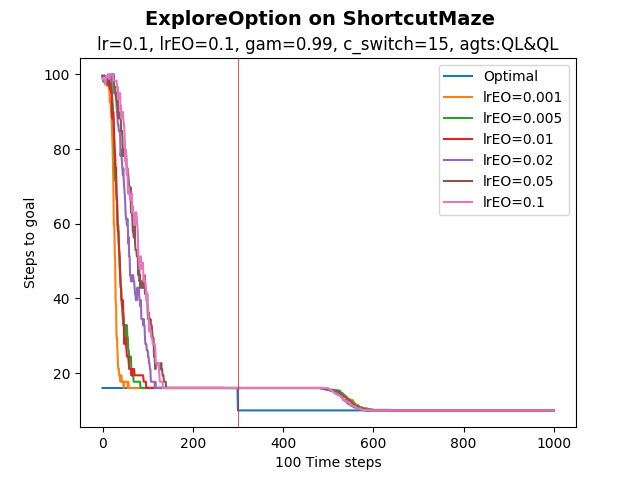 ExploreOption on ShortcutMaze
lr=0.1, lrEO=0.1, gam=0.99, c_switch=15, agts:QL&QL
Optimal
lrEO=0.001
lrEO=0.005
lrEO=0.01
lrEO=0.02
lrEO=0.05
lrEO=0.1
100
80
60
40
20
Steps to goal
0
200
400
600
800
1000
100 Time steps